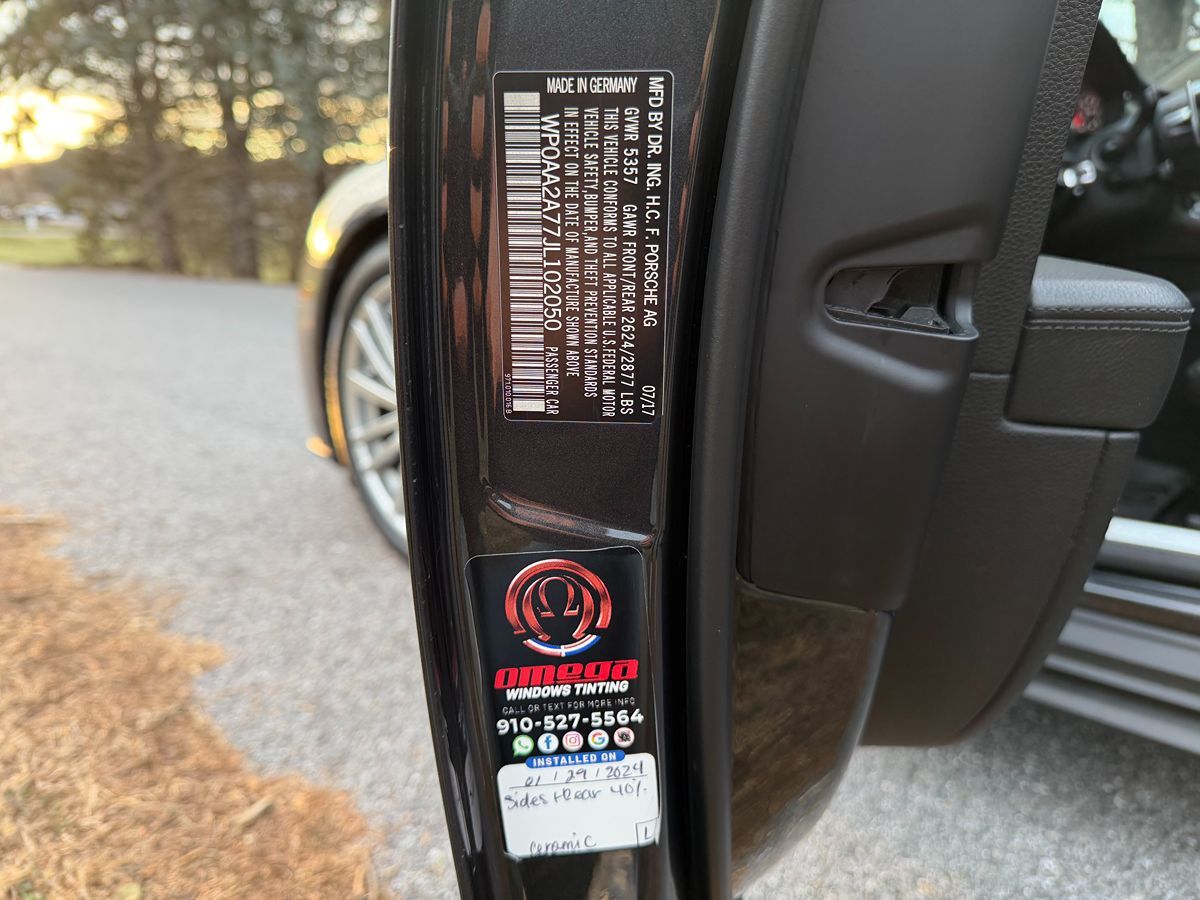 MFD BY DR. ING. H.C. F. PORSCHE AG 07/17
GVWR 5357 GAWR FRONT/REAR 2624/2877 LBS
THIS VEHICLE CONFORMS TO ALL APPLICABLE U.S.FEDERAL MOTOR
VEHICLE SAFETY,BUMPER,AND THEFT PREVENTION STANDARDS
IN EFFECT ON THE DATE OF MANUFACTURE SHOWN ABOVE
WP0AA2A77JL102050 PASSENGER CAR
MADE IN GERMANY
971.010.016B
omega
WINDOWS TINTING
CALL OR TEXT FOR MORE INFO
910-527-5564
INSTALLED ON
01 / 29 / 2024
Sides + Rear 40%
L
ceramic